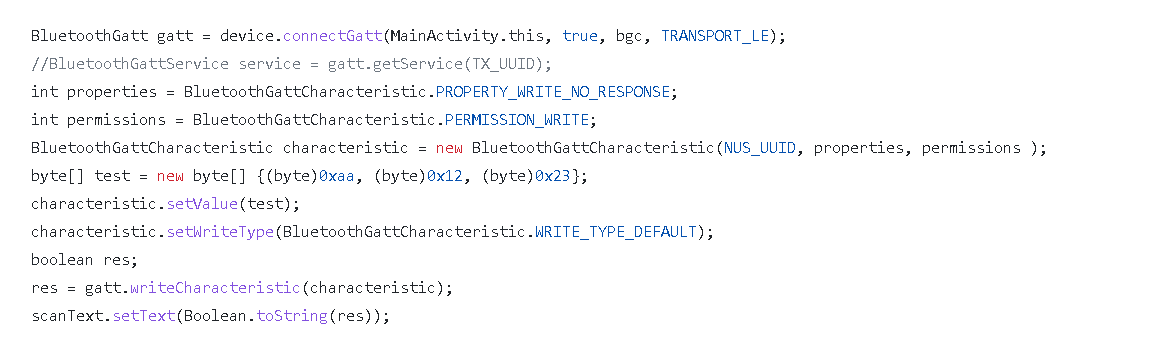 BluetoothGatt gatt = device.connectGatt(MainActivity.this, true, bgc, TRANSPORT_LE);
//BluetoothGattService service = gatt.getService(TX_UUID);
int properties = BluetoothGattCharacteristic.PROPERTY_WRITE_NO_RESPONSE;
int permissions = BluetoothGattCharacteristic.PERMISSION_WRITE;
BluetoothGattCharacteristic characteristic = new BluetoothGattCharacteristic(NUS_UUID, properties, permissions );
byte[] test = new byte[] {(byte)0xaa, (byte)0x12, (byte)0x23};
characteristic.setValue(test);
characteristic.setWriteType(BluetoothGattCharacteristic.WRITE_TYPE_DEFAULT);
boolean res;
res = gatt.writeCharacteristic(characteristic);
scanText.setText(Boolean.toString(res));